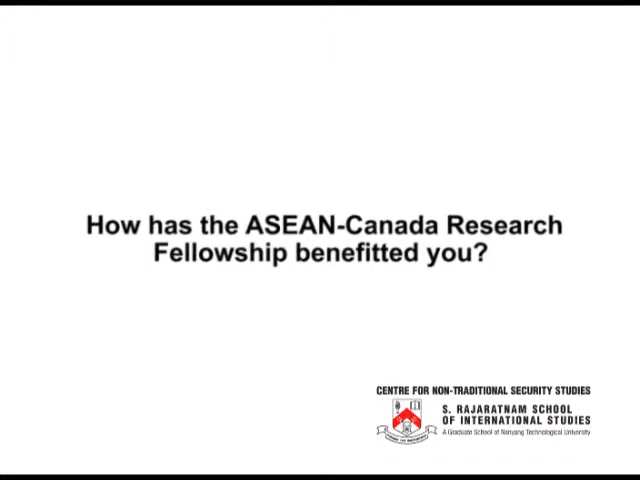 How has the ASEAN-Canada Research
Fellowship benefitted you?
CENTRE FOR NON-TRADITIONAL SECURITY STUDIES
S. RAJARATNAM SCHOOL
OF INTERNATIONAL STUDIES
A Graduate School of Nanyang Technological University